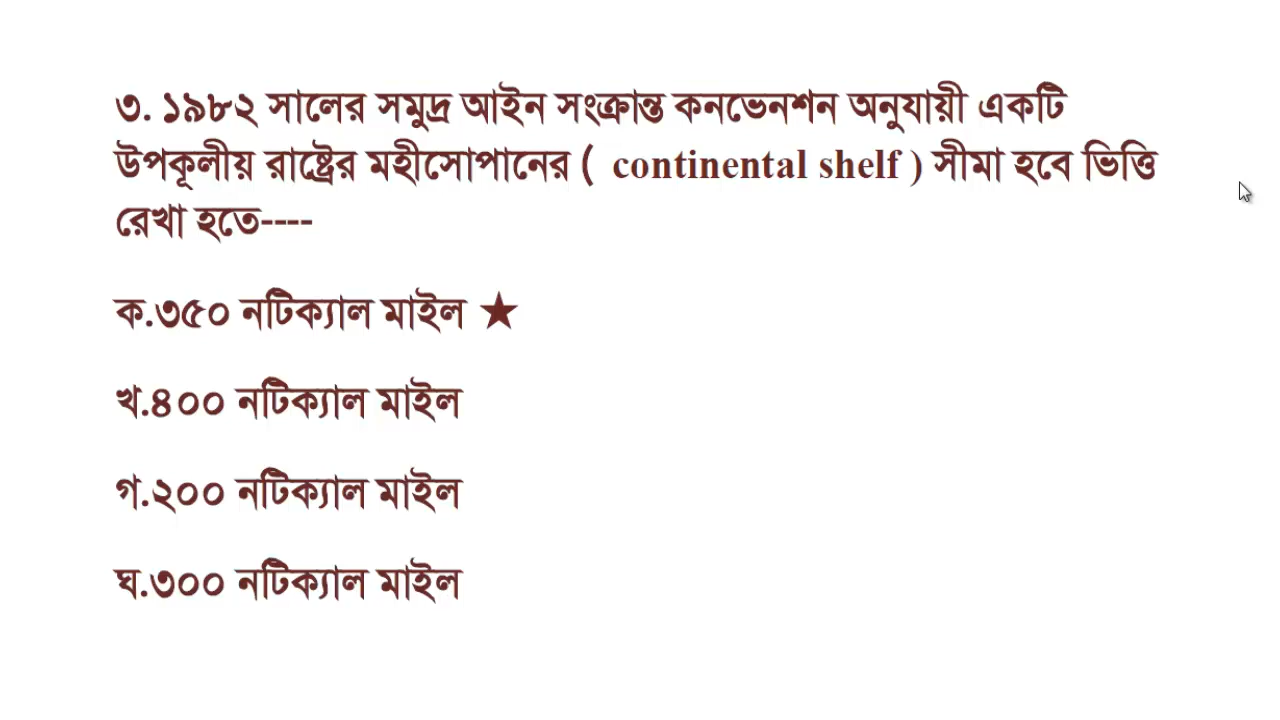 ৩. ১৯৮২ সালের সমুদ্র আইন সংক্রান্ত কনভেনশন অনুযায়ী একটি
উপকূলীয় রাষ্ট্রের মহীসোপানের ( continental shelf ) সীমা হবে ভিত্তি
রেখা হতে----
ক.৩৫০ নটিক্যাল মাইল ★
খ.৪০০ নটিক্যাল মাইল
গ.২০০ নটিক্যাল মাইল
ঘ.৩০০ নটিক্যাল মাইল